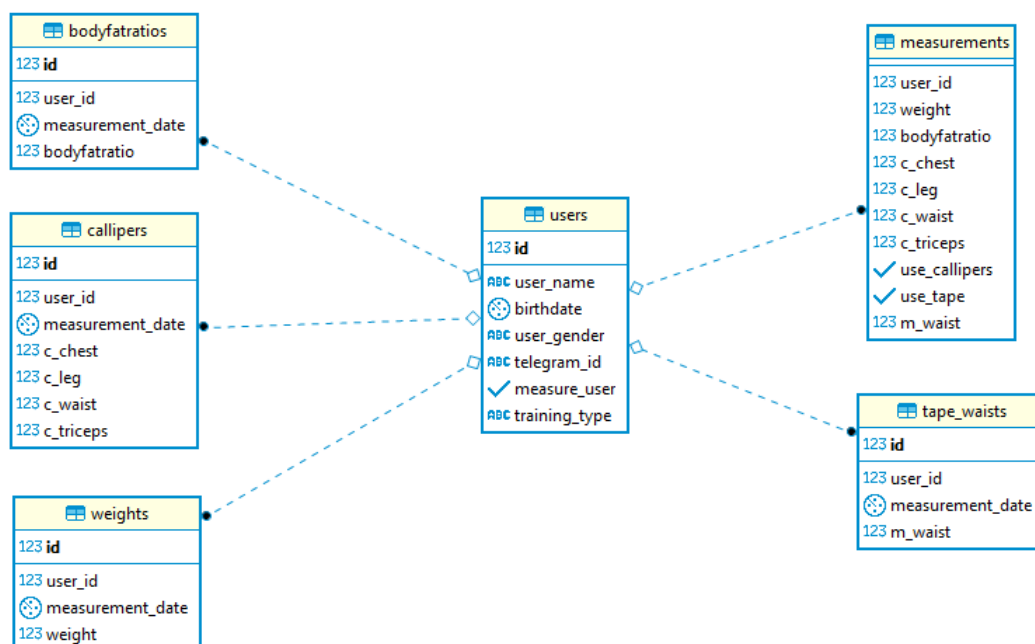 bodyfatratios
123 id
123 user_id
measurement_date
123 bodyfatratio
callipers
123 id
123 user_id
measurement_date
123 c_chest
123 c_leg
123 c_waist
123 c_triceps
weights
123 id
123 user_id
measurement_date
123 weight
users
123 id
ABC user_name
birthdate
ABC user_gender
ABC telegram_id
measure_user
ABC training_type
measurements
123 user_id
123 weight
123 bodyfatratio
123 c_chest
123 c_leg
123 c_waist
123 c_triceps
use_callipers
use_tape
123 m_waist
tape_waists
123 id
123 user_id
measurement_date
123 m_waist